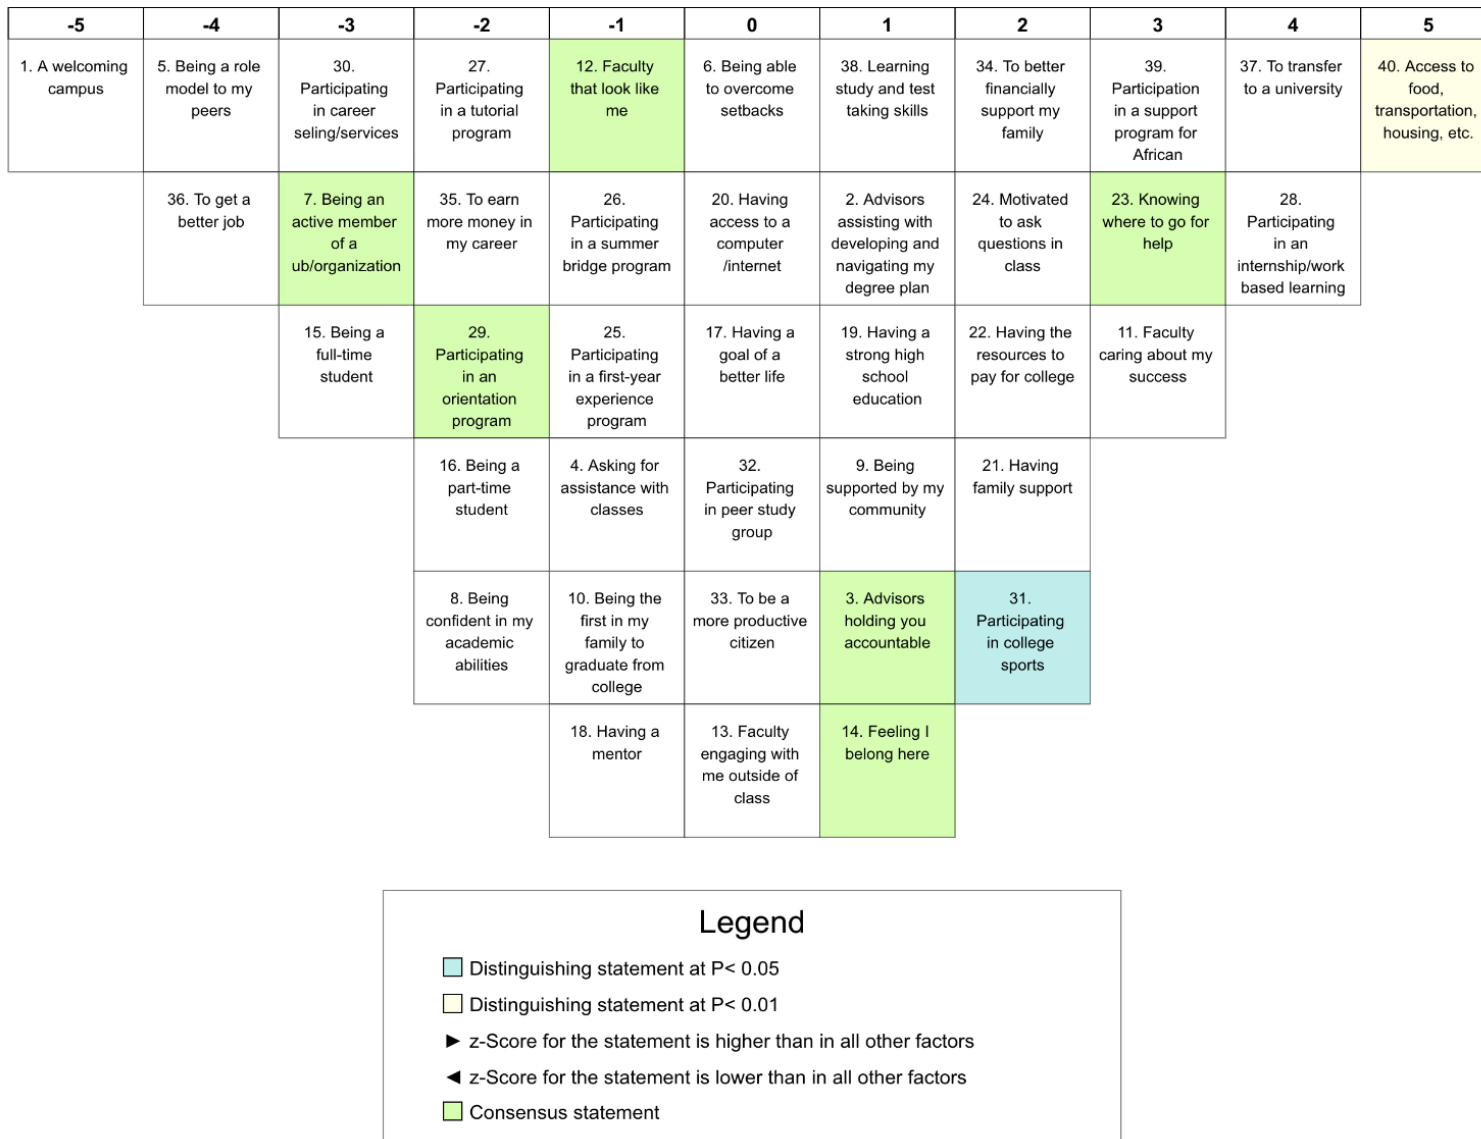 -5 -4 -3 -2 -1 0 1 2 3 4 5
1. A welcoming
campus
5. Being a role
model to my
peers
30.
Participating
in career
seling/services
27.
Participating
in a tutorial
program
12. Faculty
that look like
me
6. Being able
to overcome
setbacks
38. Learning
study and test
taking skills
34. To better
financially
support my
family
39.
Participation
in a support
program for
African
37. To transfer
to a university
40. Access to
food,
transportation,
housing, etc.
36. To get a
better job
7. Being an
active member
of a
ub/organization
35. To earn
more money in
my career
26.
Participating
in a summer
bridge program
20. Having
access to a
computer
/internet
2. Advisors
assisting with
developing and
navigating my
degree plan
24. Motivated
to ask
questions in
class
23. Knowing
where to go for
help
28.
Participating
in an
internship/work
based learning
15. Being a
full-time
student
29.
Participating
in an
orientation
program
25.
Participating
in a first-year
experience
program
17. Having a
goal of a
better life
19. Having a
strong high
school
education
22. Having the
resources to
pay for college
11. Faculty
caring about my
success
16. Being a
part-time
student
4. Asking for
assistance with
classes
32.
Participating
in peer study
group
9. Being
supported by my
community
21. Having
family support
8. Being
confident in my
academic
abilities
10. Being the
first in my
family to
graduate from
college
33. To be a
more productive
citizen
3. Advisors
holding you
accountable
31.
Participating
in college
sports
18. Having a
mentor
13. Faculty
engaging with
me outside of
class
14. Feeling I
belong here
Legend
Distinguishing statement at P< 0.05
Distinguishing statement at P< 0.01
► z-Score for the statement is higher than in all other factors
◄ z-Score for the statement is lower than in all other factors
Consensus statement